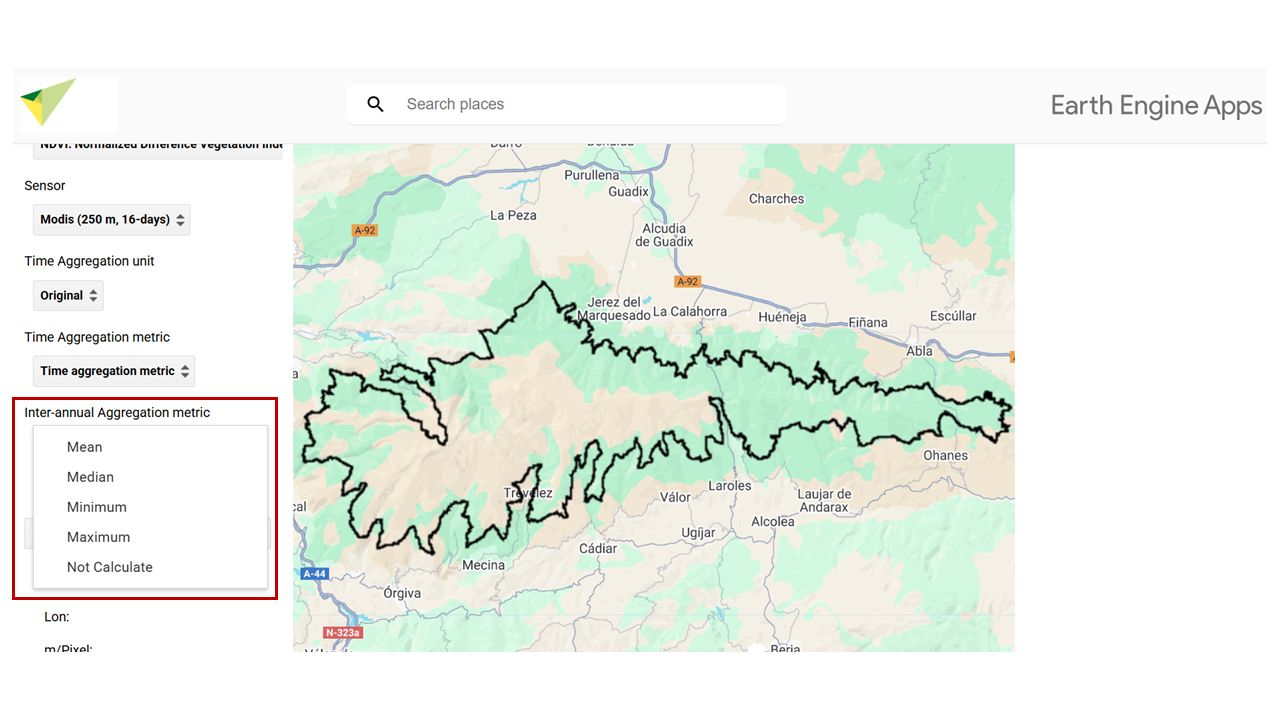 Search places
Earth Engine Apps
NDVI: Normalized Difference Vegetation Inde
Sensor
Modis (250 m, 16-days)
Time Aggregation unit
Original
Time Aggregation metric
Time aggregation metric
Inter-annual Aggregation metric
Mean
Median
Minimum
Maximum
Not Calculate
Lon:
m/Pixel:
Purullena
Guadix
Charches
La Peza
A-92
Alcudia
de Guadix
A-92
Jerez del
Marquesado
La Calahorra
Huéneja
Fiñana
Escúllar
Abla
Ohanes
Trevélez
Válor
Laroles
Laujar de
Andarax
Alcolea
Ugíjar
Cádiar
Mecina
A-44
Órgiva
N-323a
Berja